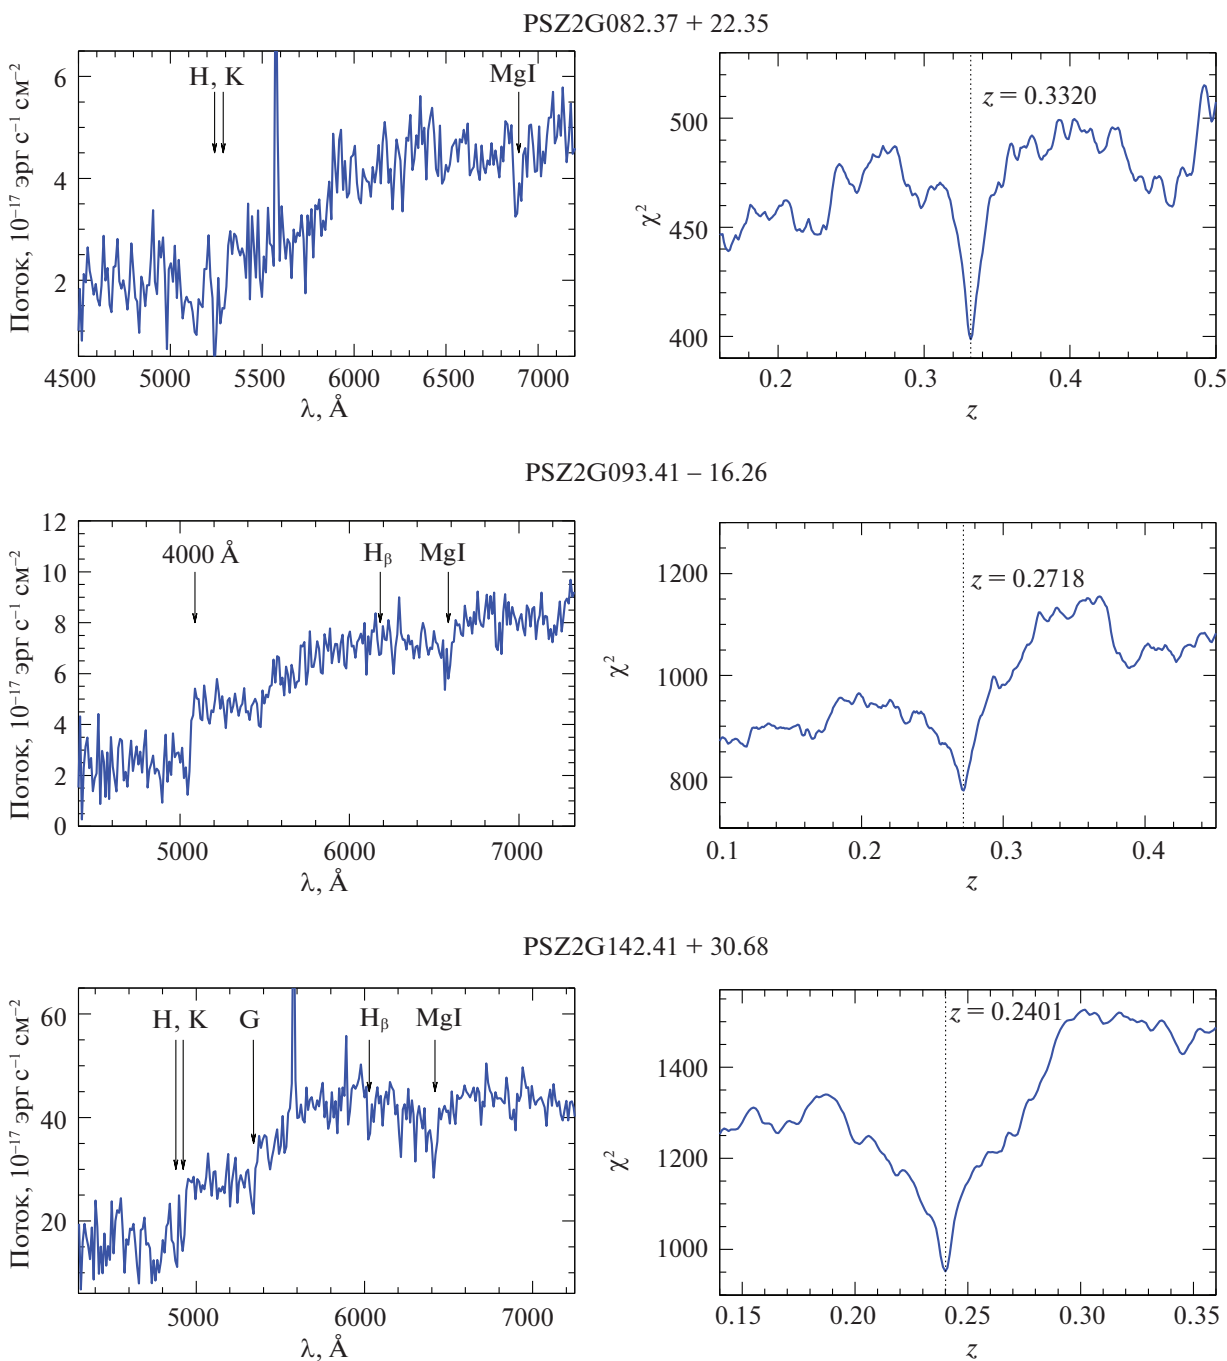 PSZ2G082.37 + 22.35
Поток, 10⁻¹⁷ эрг с⁻¹ см⁻²
6
4
2
H, K
MgI
4500 5000 5500 6000 6500 7000
λ, Å
χ²
500
450
400
z = 0.3320
0.2 0.3 0.4 0.5
z
PSZ2G093.41 – 16.26
Поток, 10⁻¹⁷ эрг с⁻¹ см⁻²
12
10
8
6
4
2
0
4000 Å
Hᵦ
MgI
5000 6000 7000
λ, Å
χ²
1200
1000
800
z = 0.2718
0.1 0.2 0.3 0.4
z
PSZ2G142.41 + 30.68
Поток, 10⁻¹⁷ эрг с⁻¹ см⁻²
60
40
20
H, K
G
Hᵦ
MgI
5000 6000 7000
λ, Å
χ²
1400
1200
1000
z = 0.2401
0.15 0.20 0.25 0.30 0.35
z